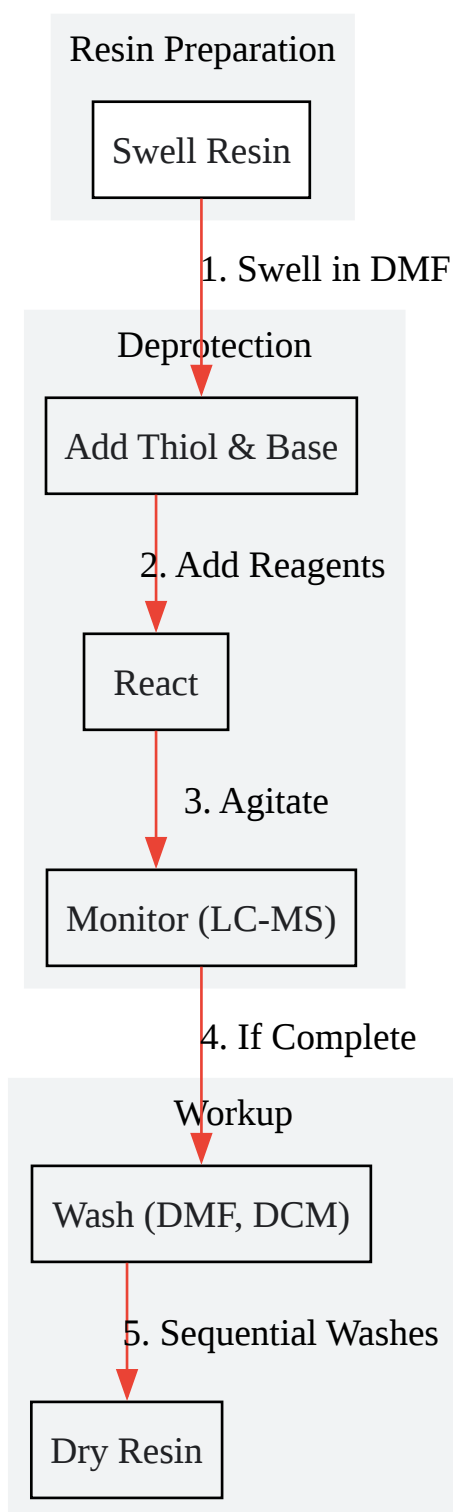 Resin Preparation
Swell Resin
1. Swell in DMF
Deprotection
Add Thiol & Base
2. Add Reagents
React
3. Agitate
Monitor (LC-MS)
4. If Complete
Workup
Wash (DMF, DCM)
5. Sequential Washes
Dry Resin